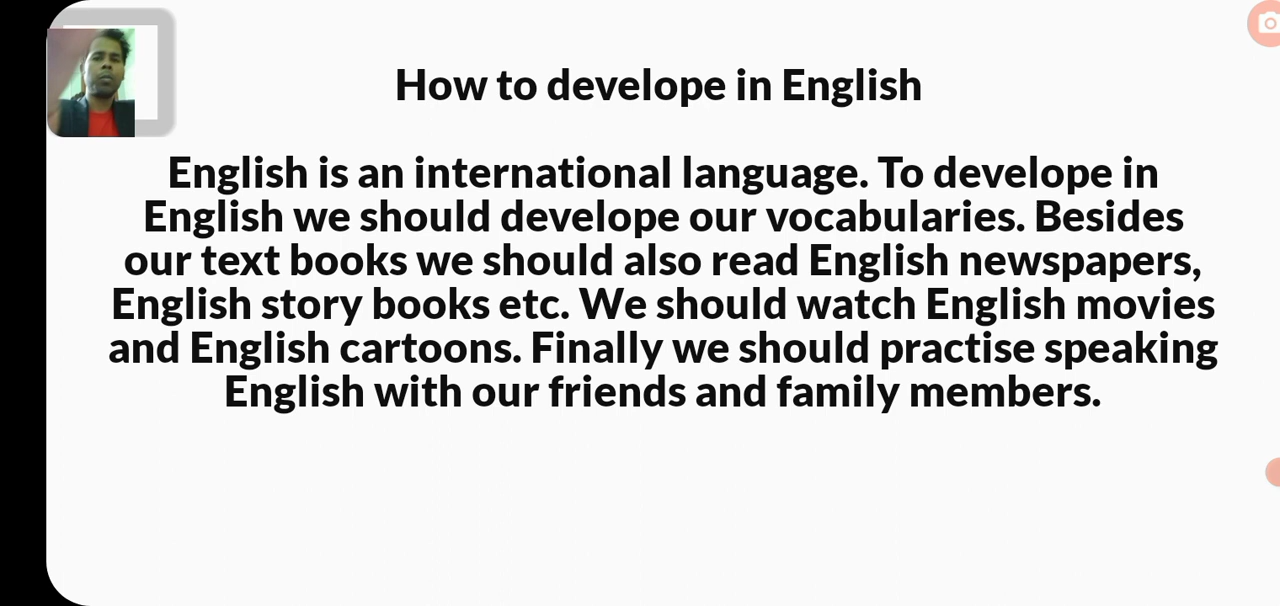 How to develope in English
English is an international language. To develope in
English we should develope our vocabularies. Besides
our text books we should also read English newspapers,
English story books etc. We should watch English movies
and English cartoons. Finally we should practise speaking
English with our friends and family members.